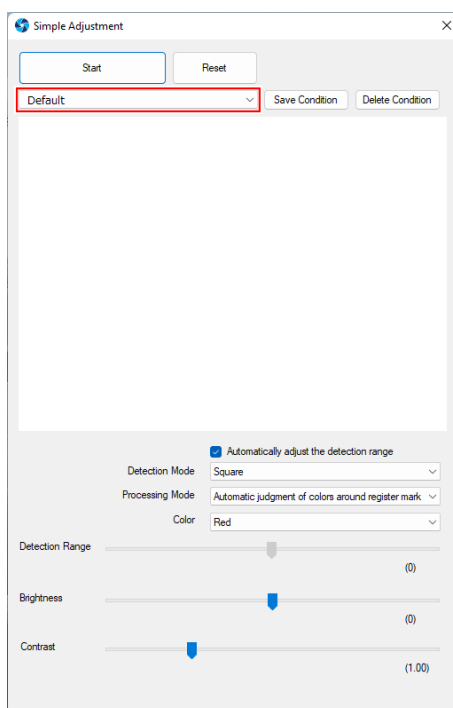 Simple Adjustment
Start Reset
Default Save Condition Delete Condition
Automatically adjust the detection range
Detection Mode Square
Processing Mode Automatic judgment of colors around register mark
Color Red
Detection Range
(0)
Brightness
(0)
Contrast
(1.00)